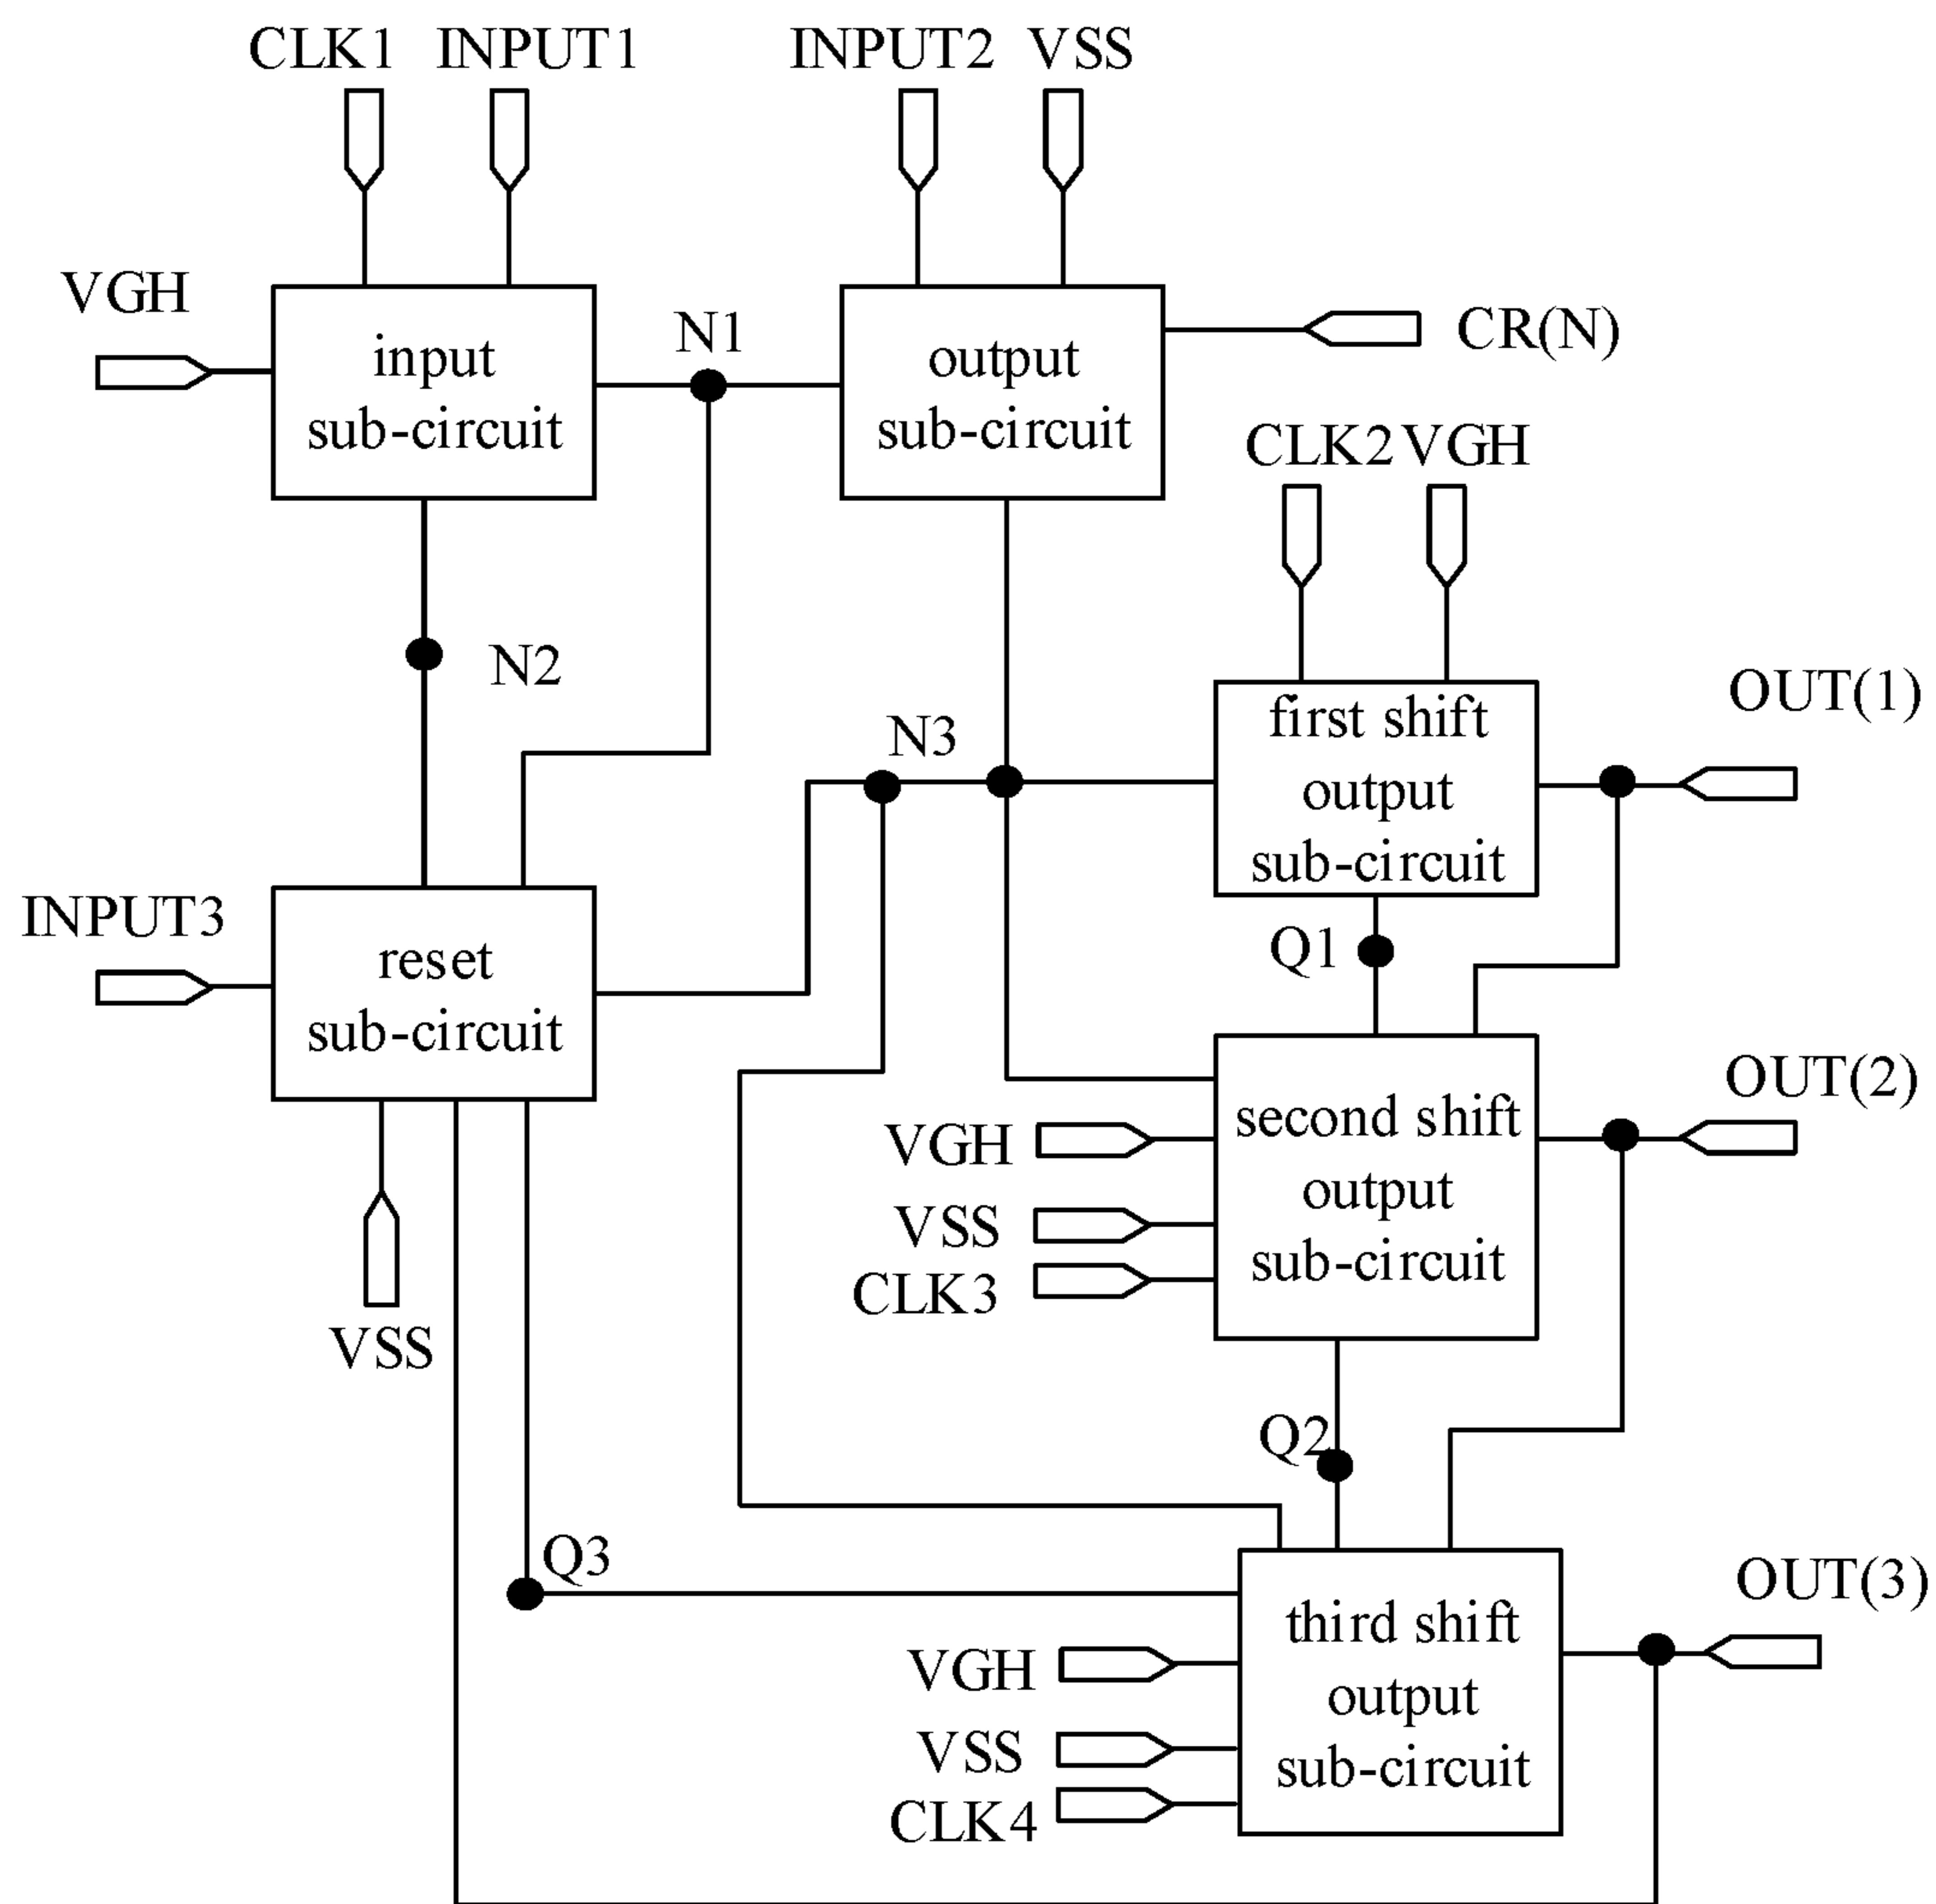 CLK1 INPUT1 INPUT2 VSS
VGH
input
sub-circuit
N1
output
sub-circuit
CR(N)
CLK2 VGH
N2
N3
first shift
output
sub-circuit
OUT(1)
INPUT3
reset
sub-circuit
Q1
OUT(2)
VGH
VSS
CLK3
second shift
output
sub-circuit
VSS
Q2
Q3
OUT(3)
VGH
VSS
CLK4
third shift
output
sub-circuit